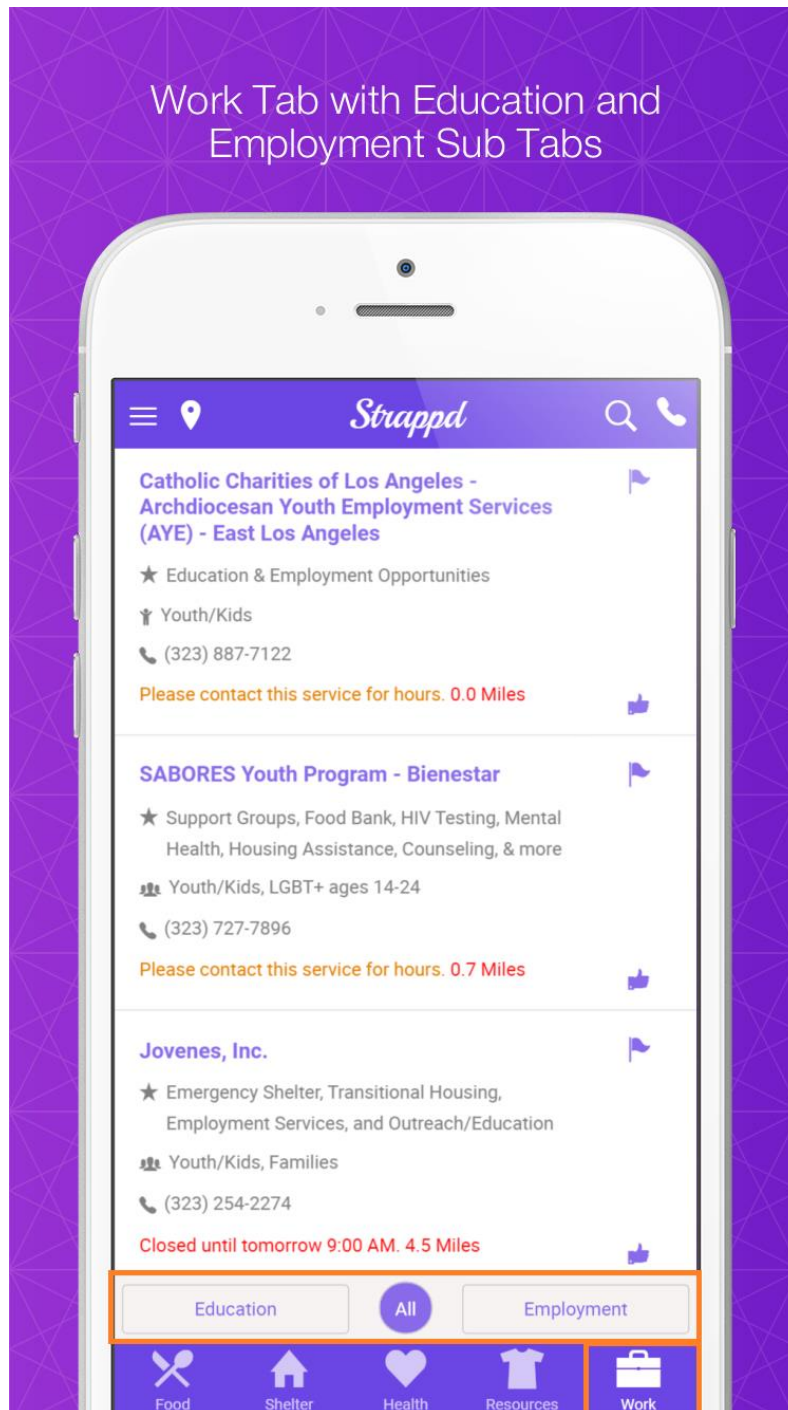 Work Tab with Education and
Employment Sub Tabs
Strappd
Catholic Charities of Los Angeles -
Archdiocesan Youth Employment Services
(AYE) - East Los Angeles
Education & Employment Opportunities
Youth/Kids
(323) 887-7122
Please contact this service for hours. 0.0 Miles
SABORES Youth Program - Bienestar
Support Groups, Food Bank, HIV Testing, Mental
Health, Housing Assistance, Counseling, & more
Youth/Kids, LGBT+ ages 14-24
(323) 727-7896
Please contact this service for hours. 0.7 Miles
Jovenes, Inc.
Emergency Shelter, Transitional Housing,
Employment Services, and Outreach/Education
Youth/Kids, Families
(323) 254-2274
Closed until tomorrow 9:00 AM. 4.5 Miles
Education All Employment
Food Shelter Health Resources Work